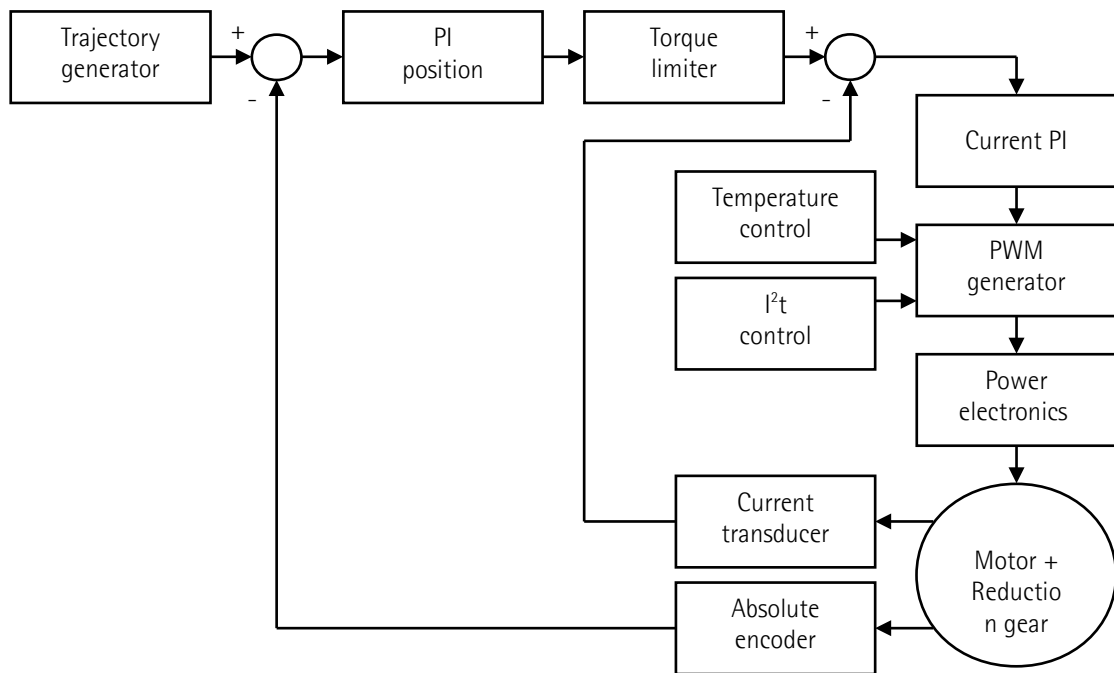 Trajectory
generator
+
-
PI
position
Torque
limiter
+
-
Current PI
Temperature
control
PWM
generator
I²t
control
Power
electronics
Current
transducer
Motor +
Reductio
n gear
Absolute
encoder